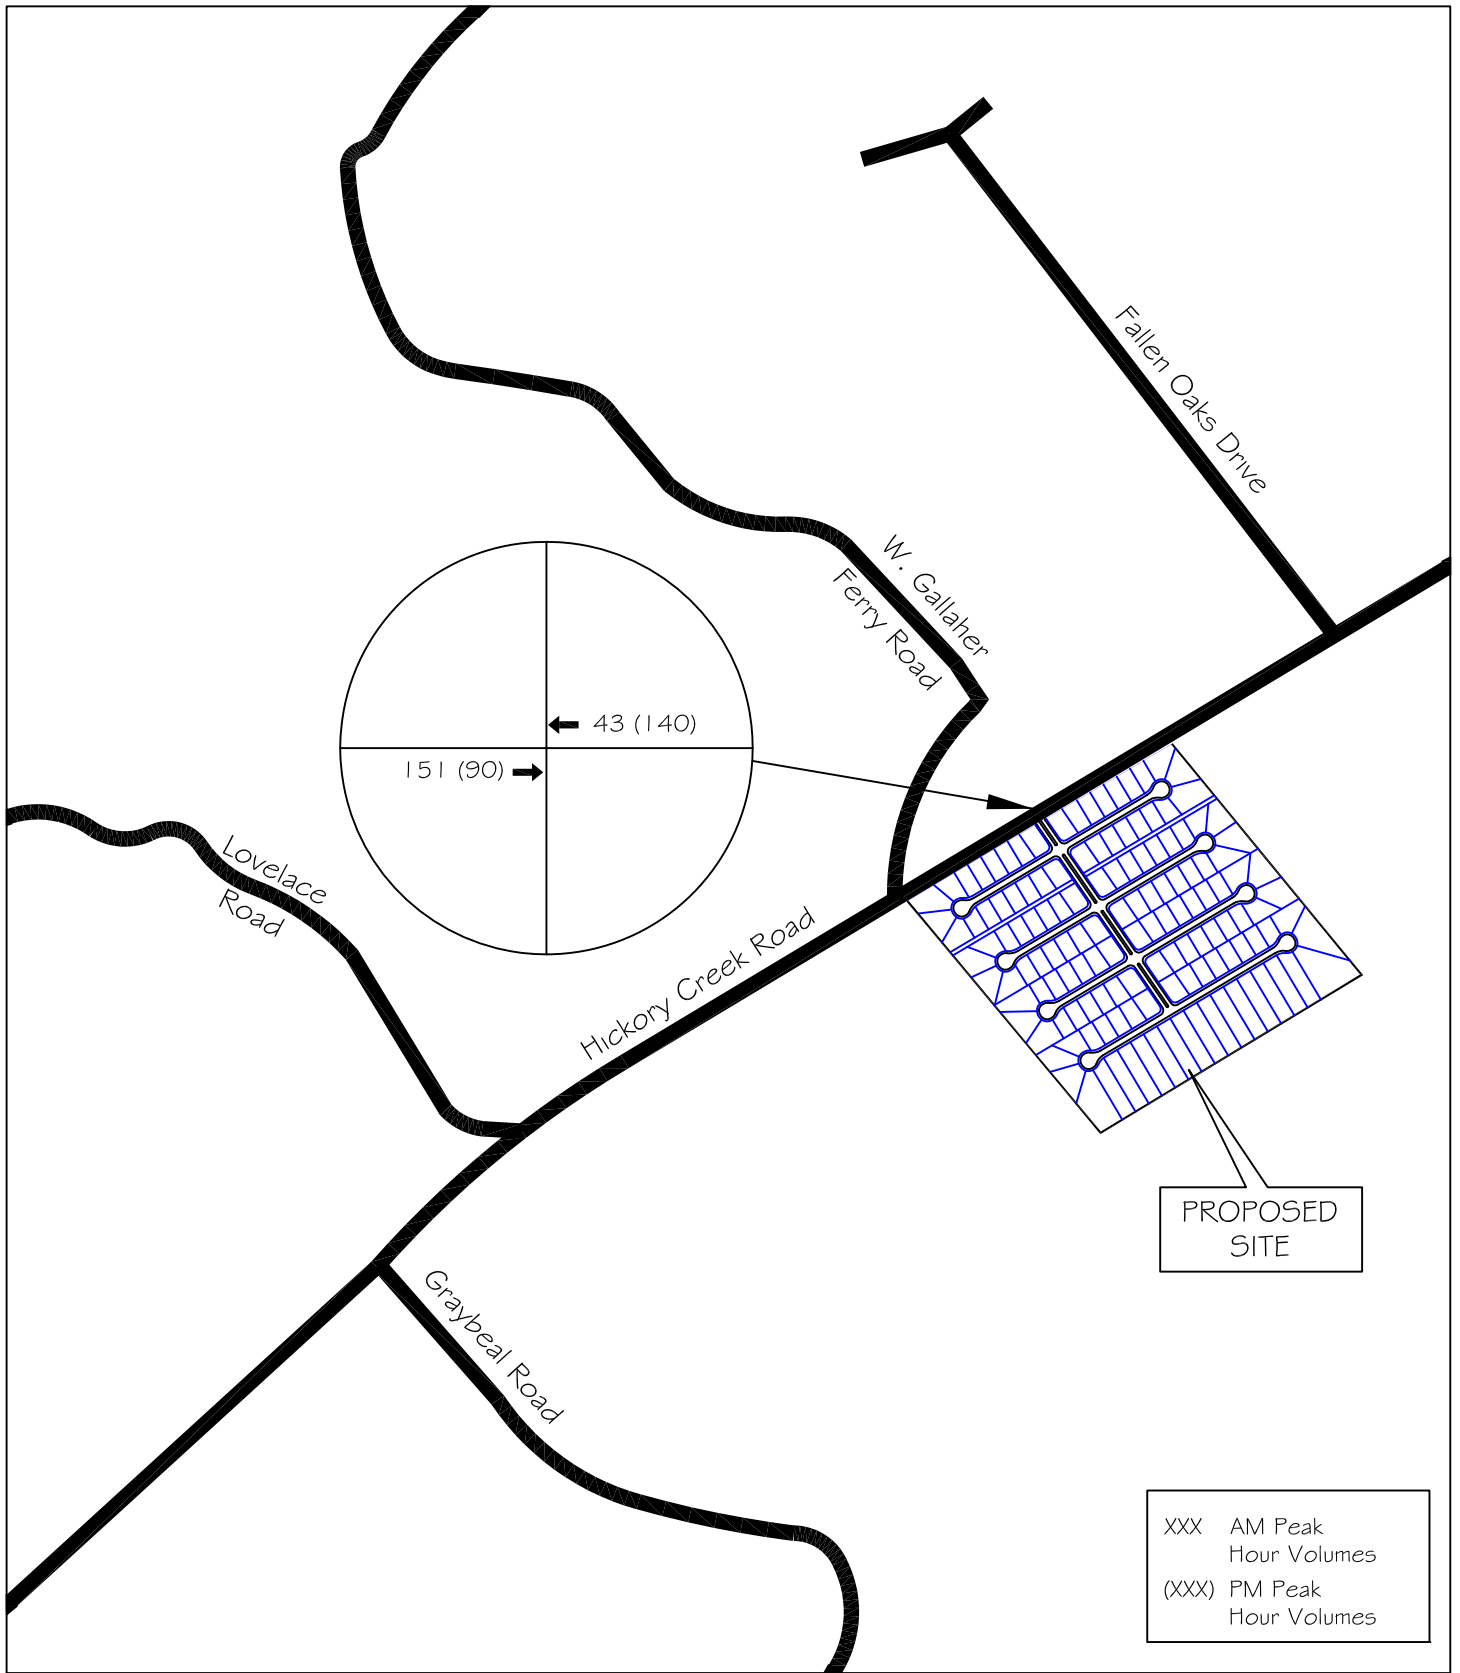 Fallen Oaks Drive
W. Gallaher
Ferry Road
43 (140)
151 (90)
Lovelace
Road
Hickory Creek Road
PROPOSED
SITE
Graybeal Road
XXX AM Peak
Hour Volumes
(XXX) PM Peak
Hour Volumes